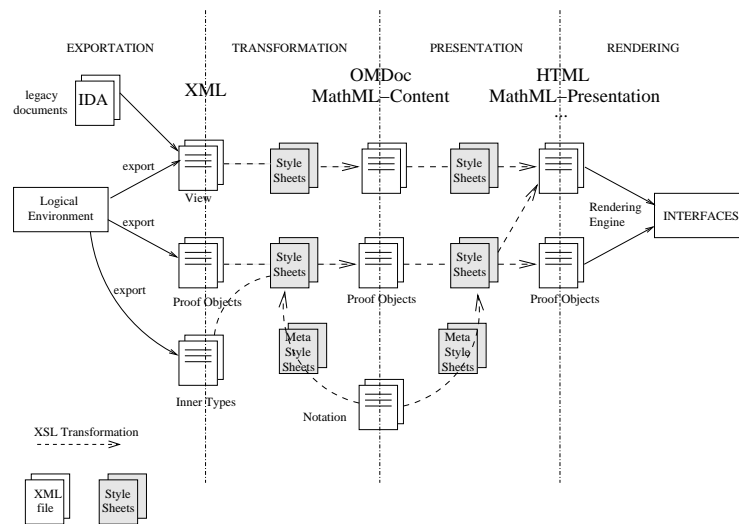 EXPORTATION
TRANSFORMATION
PRESENTATION
RENDERING
XML
OMDoc
MathML-Content
HTML
MathML-Presentation
...
legacy
documents
IDA
export
View
Style
Sheets
Style
Sheets
Logical
Environment
export
Rendering
Engine
INTERFACES
Proof Objects
Style
Sheets
Proof Objects
Style
Sheets
Proof Objects
export
Inner Types
Meta
Style
Sheets
Meta
Style
Sheets
Notation
XSL Transformation
XML
file
Style
Sheets